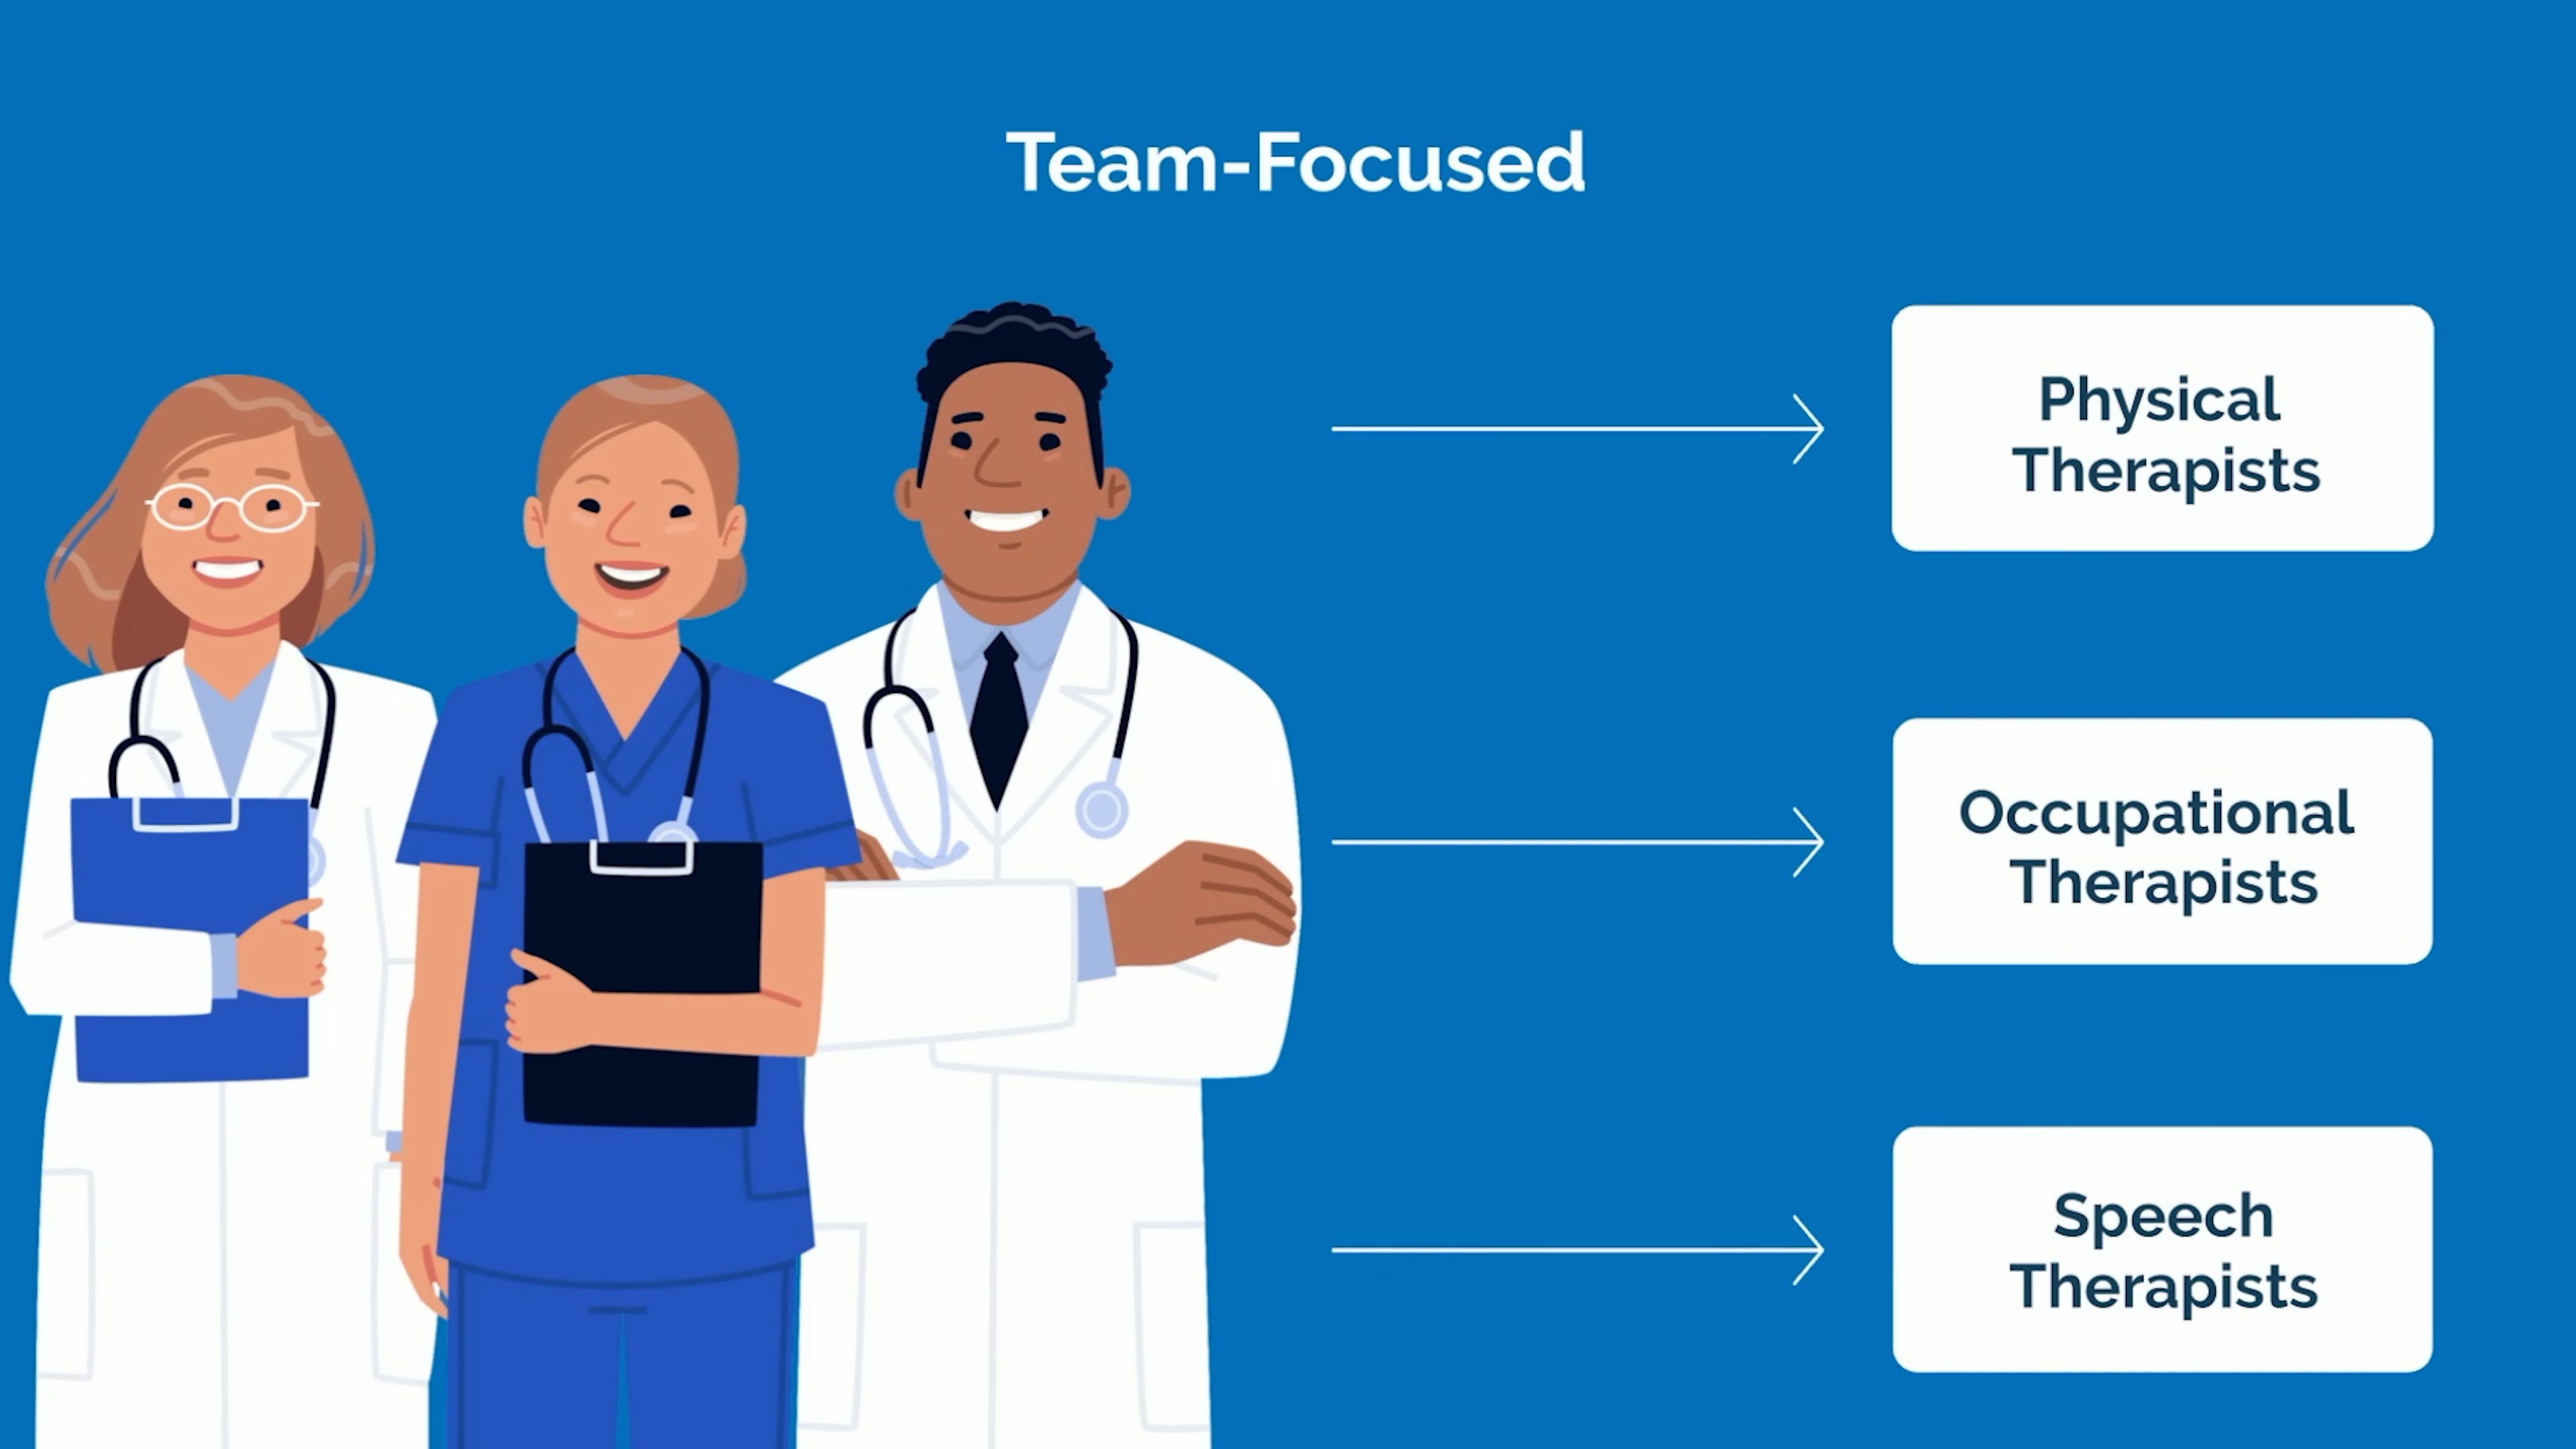 Team-Focused
Physical
Therapists
Occupational
Therapists
Speech
Therapists